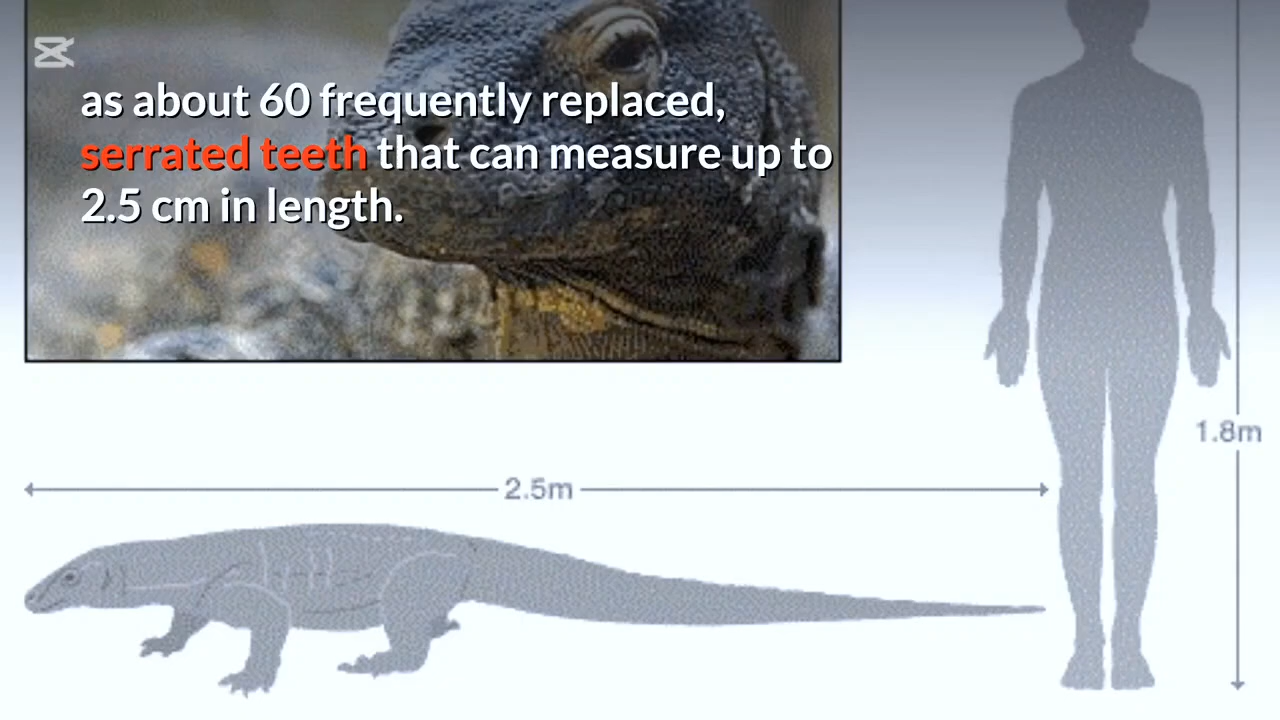 as about 60 frequently replaced,
serrated teeth that can measure up to
2.5 cm in length.
1.8m
2.5m